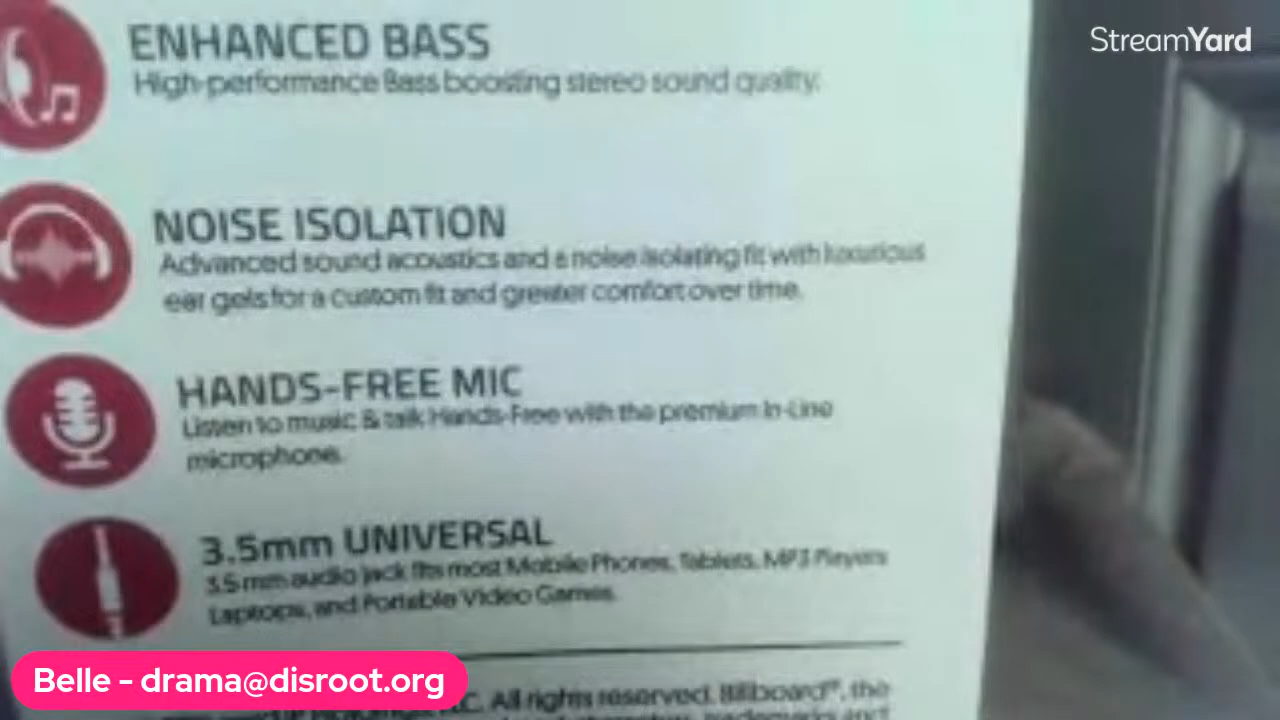 StreamYard
ENHANCED BASS
High-performance Bass boosting stereo sound quality.
NOISE ISOLATION
Advanced sound acoustics and a noise isolating fit with luxurious
ear gels for a custom fit and greater comfort over time.
HANDS-FREE MIC
Listen to music & talk Hands-Free with the premium In-Line
microphone.
3.5mm UNIVERSAL
3.5 mm audio jack fits most Mobile Phones, Tablets, MP3 Players
Laptops, and Portable Video Games.
All rights reserved. Billboard®, the
trademarks and
Belle - drama@disroot.org